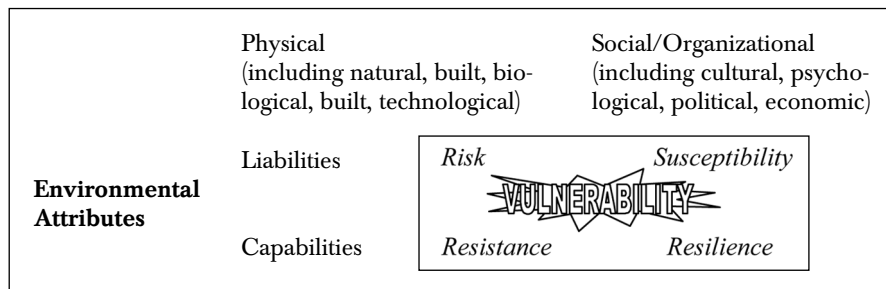 Physical
(including natural, built, bio-
logical, built, technological)
Social/Organizational
(including cultural, psycho-
logical, political, economic)
Environmental
Attributes
Liabilities
Risk
Susceptibility
VULNERABILITY
Capabilities
Resistance
Resilience